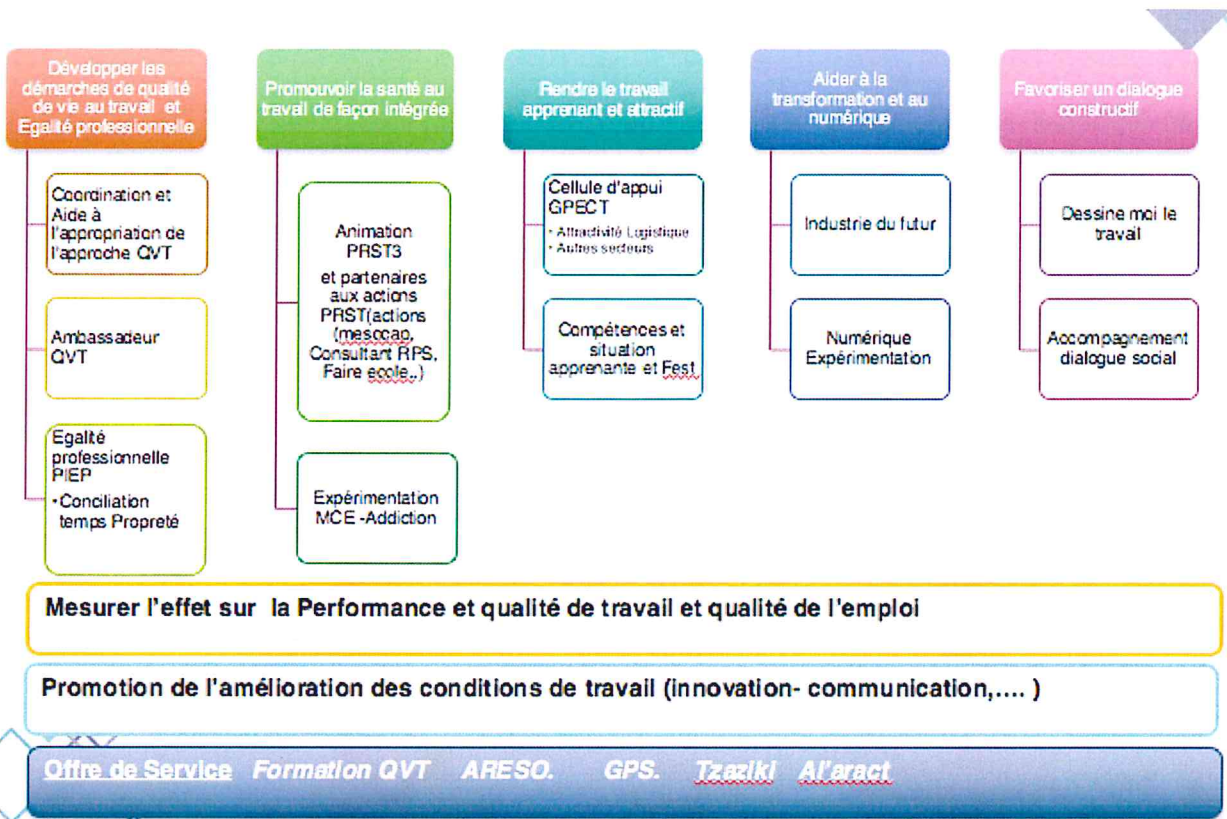 Développer les
démarches de qualité
de vie au travail et
Egalité professionnelle
Promouvoir la santé au
travail de façon intégrée
Rendre le travail
apprenant et attractif
Aider à la
transformation et au
numérique
Favoriser un dialogue
constructif
Coordination et
Aide à
l'appropriation de
l'approche QVT
Ambassadeur
QVT
Egalité
professionnelle
PIEP
•Conciliation
temps Propreté
Animation
PRST3
et partenaires
aux actions
PRST(actions
(mesocap,
Consultant RPS,
Faire ecole..)
Expérimentation
MCE -Addiction
Cellule d'appui
GPECT
• Attractivité Logistique
• Autres secteurs
Compétences et
situation
apprenante et Fest
Industrie du futur
Numérique
Expérimentation
Dessine moi le
travail
Accompagnement
dialogue social
Mesurer l'effet sur la Performance et qualité de travail et qualité de l'emploi
Promotion de l'amélioration des conditions de travail (innovation- communication,.... )
Offre de Service Formation QVT ARESO. GPS. Tzaziki Al'aract